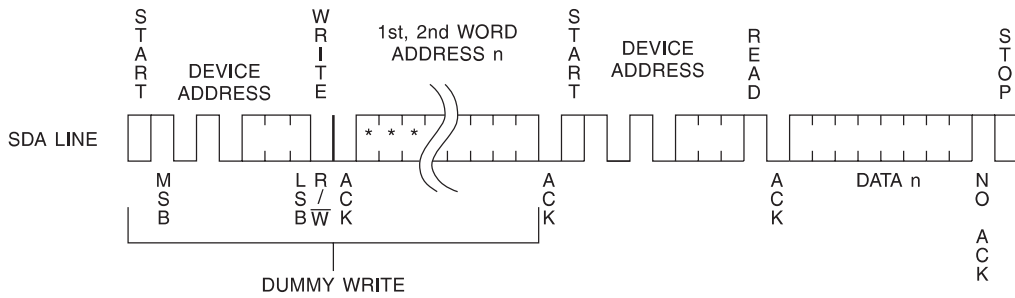 START
DEVICE
ADDRESS
WRITE
1st, 2nd WORD
ADDRESS n
START
DEVICE
ADDRESS
READ
STOP
SDA LINE
* * *
MSB
LSB
R/W̅
ACK
ACK
ACK
DATA n
NO ACK
DUMMY WRITE